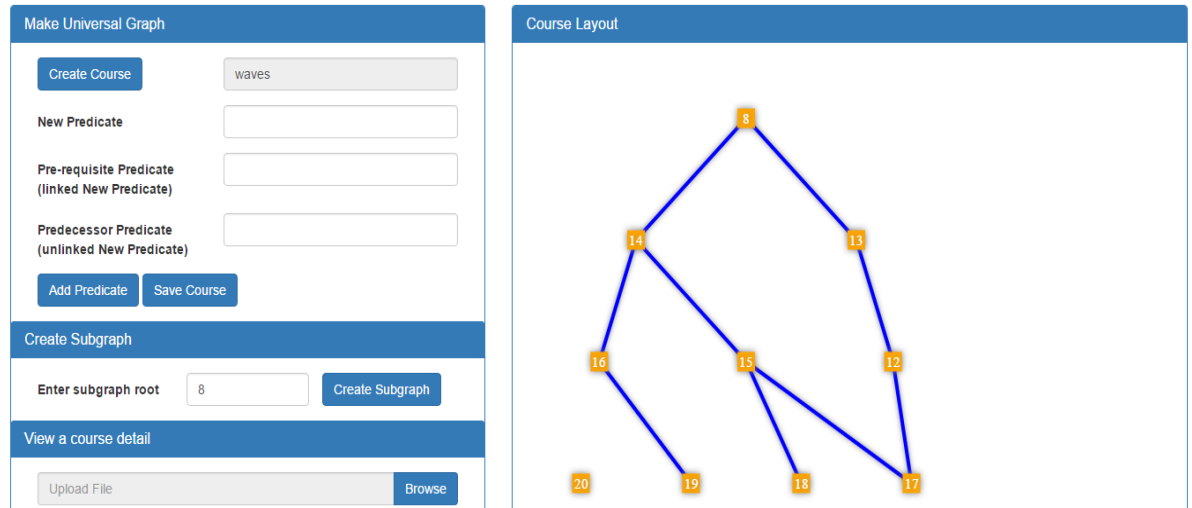 Make Universal Graph
Create Course
waves
New Predicate
Pre-requisite Predicate
(linked New Predicate)
Predecessor Predicate
(unlinked New Predicate)
Add Predicate
Save Course
Create Subgraph
Enter subgraph root
8
Create Subgraph
View a course detail
Upload File
Browse
Course Layout
8
14
13
16
15
12
20
19
18
17